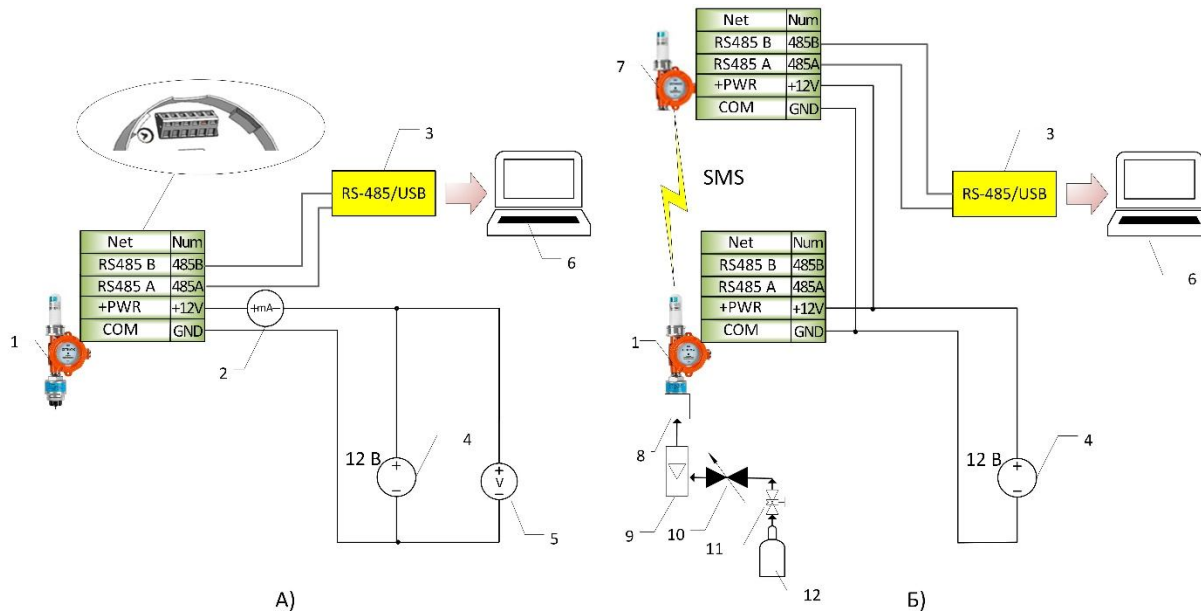 Net Num
RS485 B 485B
RS485 A 485A
+PWR +12V
COM GND
7
3
RS-485/USB
6
SMS
3
RS-485/USB
6
Net Num
RS485 B 485B
RS485 A 485A
+PWR +12V
COM GND
1
+mA-
2
12 В
+
−
4
+
V
−
5
Net Num
RS485 B 485B
RS485 A 485A
+PWR +12V
COM GND
1
8
9
10
11
12
12 В
+
−
4
А)
Б)